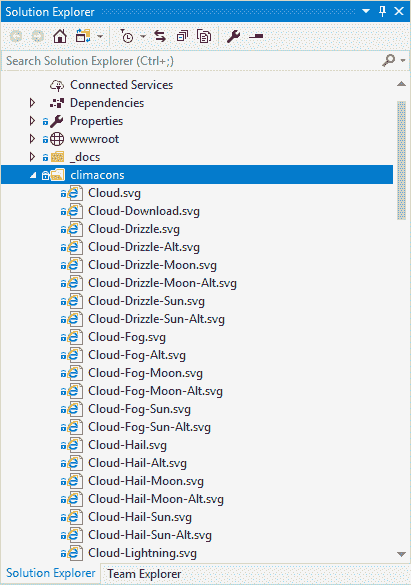 Solution Explorer
Search Solution Explorer (Ctrl+;)
Connected Services
Dependencies
Properties
wwwroot
_docs
climacons
Cloud.svg
Cloud-Download.svg
Cloud-Drizzle.svg
Cloud-Drizzle-Alt.svg
Cloud-Drizzle-Moon.svg
Cloud-Drizzle-Moon-Alt.svg
Cloud-Drizzle-Sun.svg
Cloud-Drizzle-Sun-Alt.svg
Cloud-Fog.svg
Cloud-Fog-Alt.svg
Cloud-Fog-Moon.svg
Cloud-Fog-Moon-Alt.svg
Cloud-Fog-Sun.svg
Cloud-Fog-Sun-Alt.svg
Cloud-Hail.svg
Cloud-Hail-Alt.svg
Cloud-Hail-Moon.svg
Cloud-Hail-Moon-Alt.svg
Cloud-Hail-Sun.svg
Cloud-Hail-Sun-Alt.svg
Cloud-Lightning.svg
Solution Explorer Team Explorer